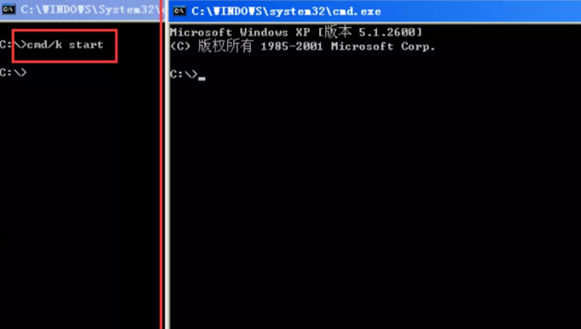 C:\WINDOWS\System32\c
C:\>cmd/k start
C:\>
C:\WINDOWS\system32\cmd.exe
Microsoft Windows XP [版本 5.1.2600]
(C) 版权所有 1985-2001 Microsoft Corp.
C:\>_